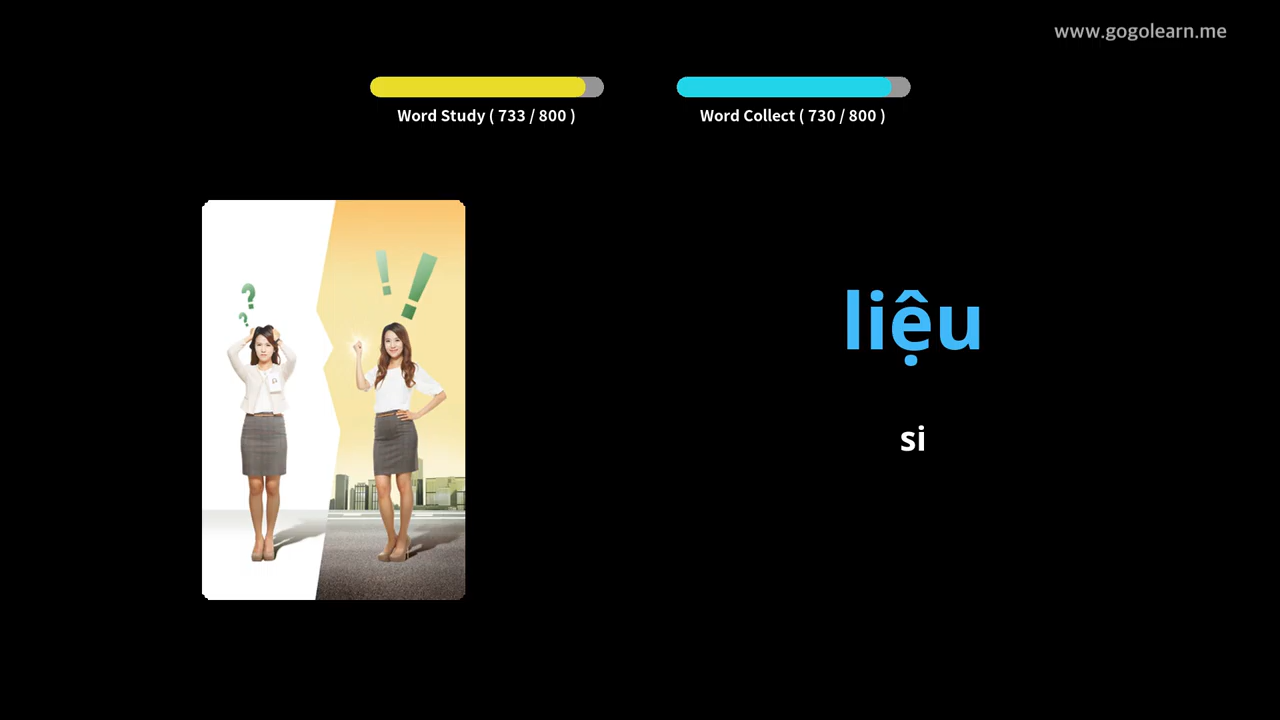 www.gogolearn.me
Word Study ( 733 / 800 )
Word Collect ( 730 / 800 )
? ?
! !
liệu
si